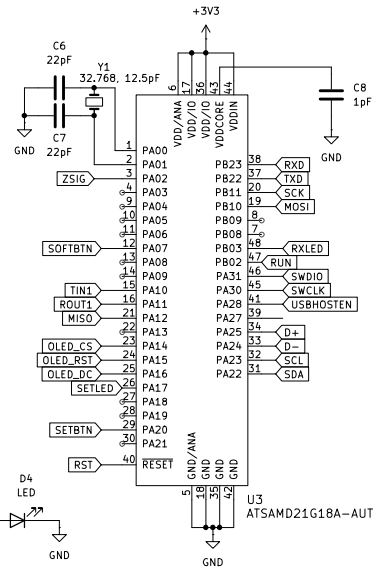 +3V3
C6
22pF
Y1
32.768, 12.5pF
C7
22pF
GND
C8
1pF
GND
6 VDD/ANA
17 VDD/IO
36 VDD/IO
43 VDDCORE
44 VDDIN
1 PA00
2 PA01
ZSIG 3 PA02
4 PA03
9 PA04
10 PA05
11 PA06
SOFTBTN 12 PA07
13 PA08
14 PA09
TIN1 15 PA10
ROUT1 16 PA11
MISO 21 PA12
22 PA13
OLED_CS 23 PA14
OLED_RST 24 PA15
OLED_DC 25 PA16
SETLED 26 PA17
27 PA18
28 PA19
SETBTN 29 PA20
30 PA21
RST 40 RESET
PB23 38 RXD
PB22 37 TXD
PB11 20 SCK
PB10 19 MOSI
PB09 8
PB08 7
PB03 48 RXLED
PB02 47 RUN
PA31 46 SWDIO
PA30 45 SWCLK
PA28 41 USBHOSTEN
PA27 39
PA25 34 D+
PA24 33 D-
PA23 32 SCL
PA22 31 SDA
GND/ANA 5
GND 18
GND 35
GND 42
U3
ATSAMD21G18A-AUT
GND
D4
LED
GND